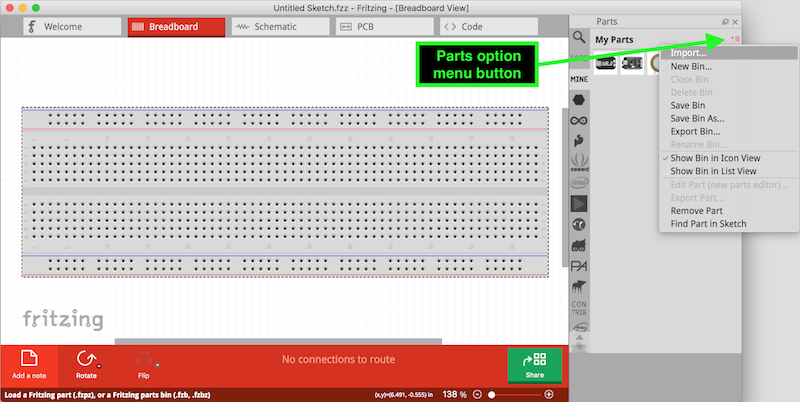 Untitled Sketch.fzz - Fritzing - [Breadboard View]
Welcome
Breadboard
Schematic
PCB
Code
Parts
My Parts
Parts option
menu button
CORE
MINE
Import...
New Bin...
Close Bin
Delete Bin
Save Bin
Save Bin As...
Export Bin...
Rename Bin...
Show Bin in Icon View
Show Bin in List View
Edit Part (new parts editor)...
Export Part...
Remove Part
Find Part in Sketch
seeed
intel
PA
CON
TRIB
fritzing
No connections to route
Add a note
Rotate
Flip
Share
Load a Fritzing part (.fzpz), or a Fritzing parts bin (.fzb, .fzbz)
(x,y)=(6.491, -0.555) in
138 %